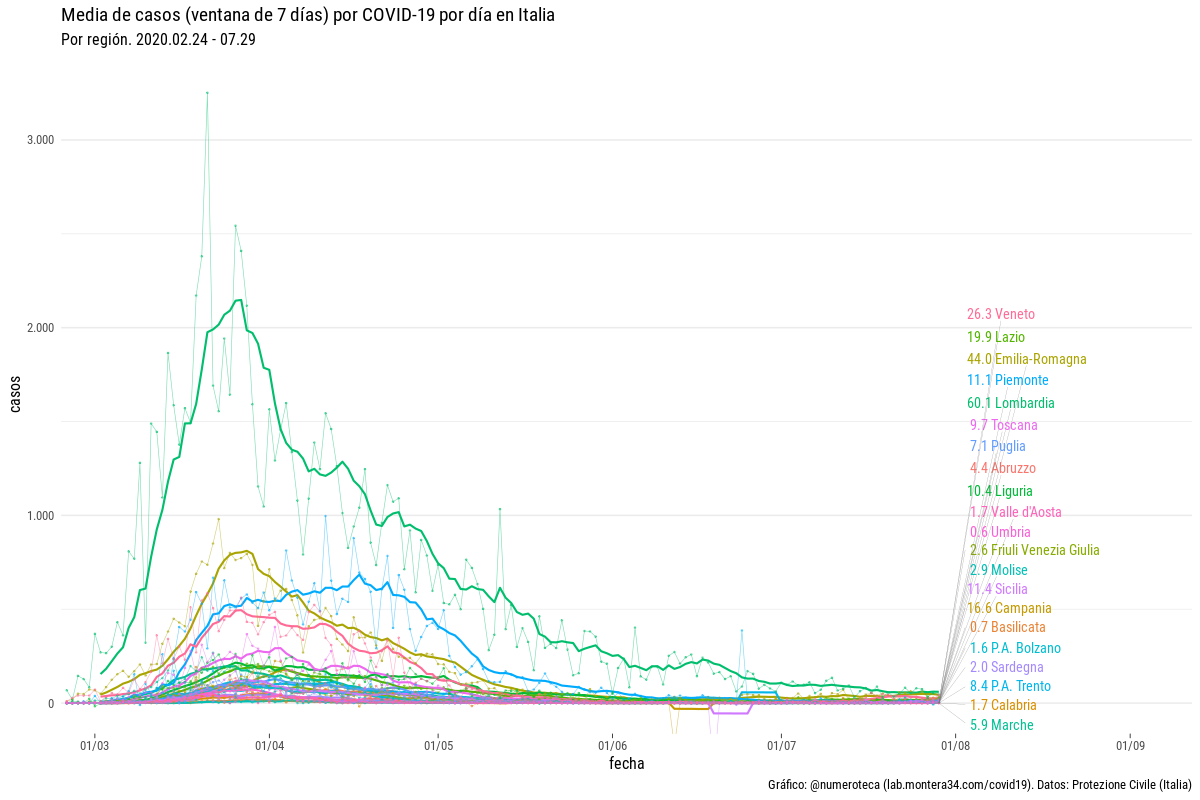 Media de casos (ventana de 7 días) por COVID-19 por día en Italia
Por región. 2020.02.24 - 07.29
3.000
2.000
1.000
0
casos
26.3 Veneto
19.9 Lazio
44.0 Emilia-Romagna
11.1 Piemonte
60.1 Lombardia
9.7 Toscana
7.1 Puglia
4.4 Abruzzo
10.4 Liguria
1.7 Valle d'Aosta
0.6 Umbria
2.6 Friuli Venezia Giulia
2.9 Molise
11.4 Sicilia
16.6 Campania
0.7 Basilicata
1.6 P.A. Bolzano
2.0 Sardegna
8.4 P.A. Trento
1.7 Calabria
5.9 Marche
01/03
01/04
01/05
01/06
01/07
01/08
01/09
fecha
Gráfico: @numeroteca (lab.montera34.com/covid19). Datos: Protezione Civile (Italia)